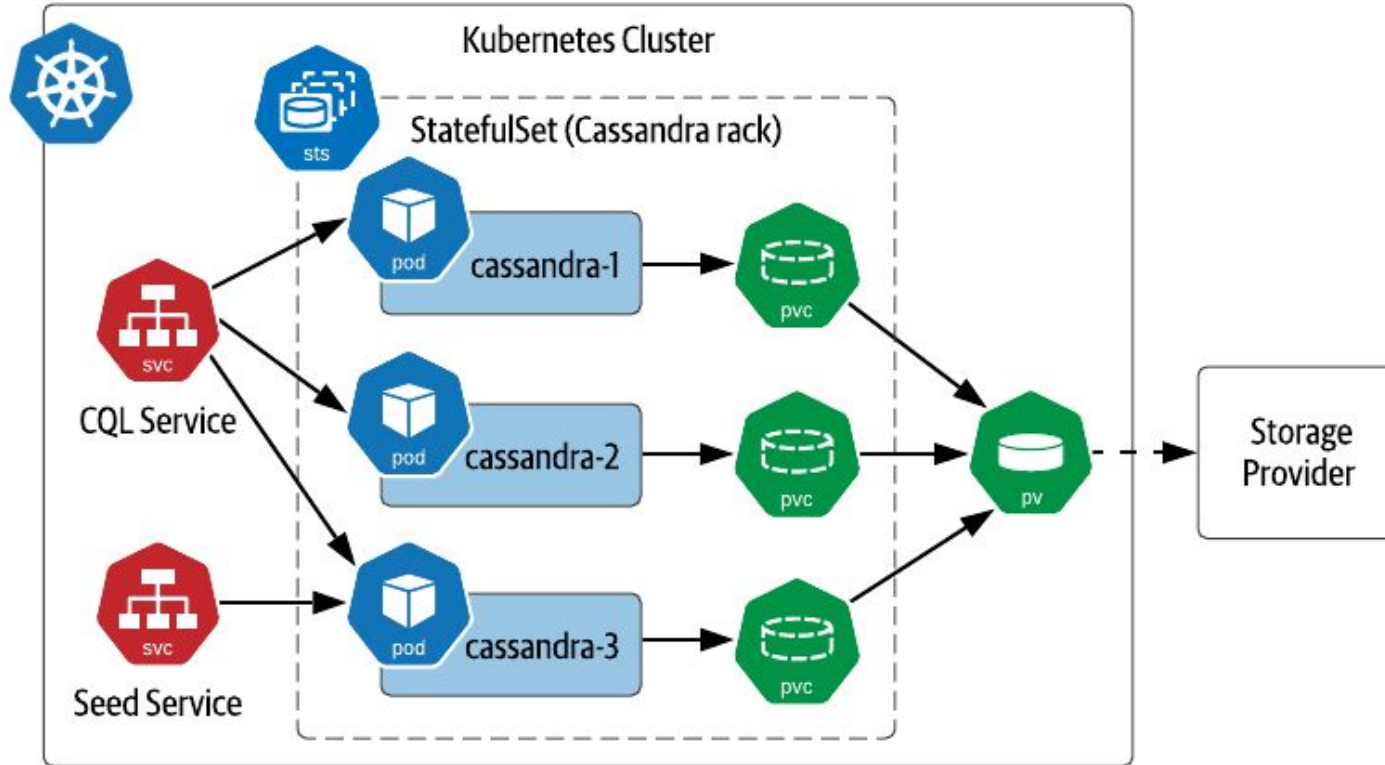 Kubernetes Cluster
sts
StatefulSet (Cassandra rack)
pod
cassandra-1
pvc
svc
CQL Service
pod
cassandra-2
pvc
pv
Storage
Provider
svc
Seed Service
pod
cassandra-3
pvc